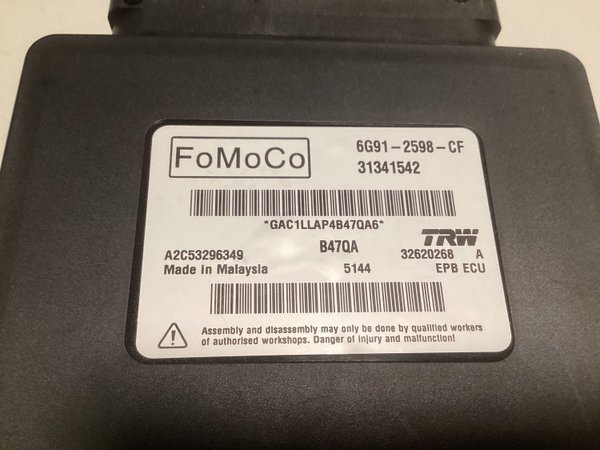 FoMoCo
6G91-2598-CF
31341542
*GAC1LLAP4B47QA6*
B47QA
TRW
A2C53296349
32620268 A
Made in Malaysia
5144
EPB ECU
Assembly and disassembly may only be done by qualified workers
of authorised workshops. Danger of injury and malfunction!